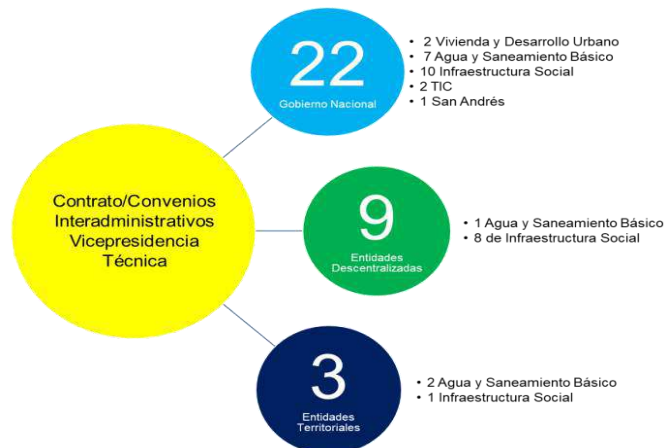 Contrato/Convenios
Interadministrativos
Vicepresidencia
Técnica
22
Gobierno Nacional
• 2 Vivienda y Desarrollo Urbano
• 7 Agua y Saneamiento Básico
• 10 Infraestructura Social
• 2 TIC
• 1 San Andrés
9
Entidades
Descentralizadas
• 1 Agua y Saneamiento Básico
• 8 de Infraestructura Social
3
Entidades
Territoriales
• 2 Agua y Saneamiento Básico
• 1 Infraestructura Social